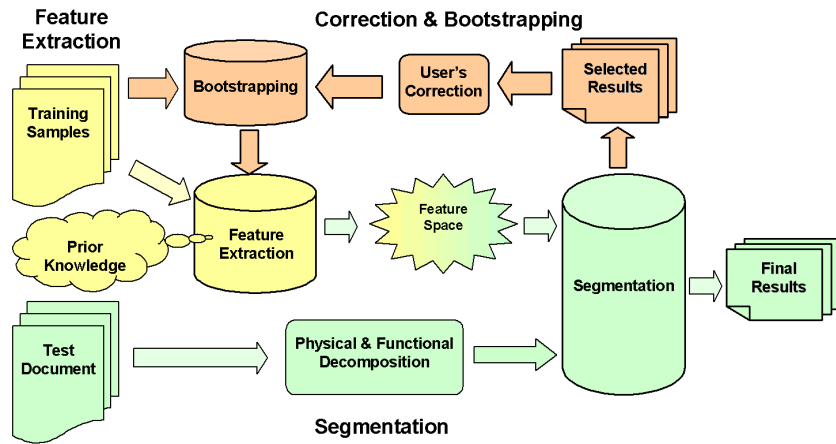 Feature
Extraction
Correction & Bootstrapping
Training
Samples
Bootstrapping
User's
Correction
Selected
Results
Prior
Knowledge
Feature
Extraction
Feature
Space
Segmentation
Final
Results
Test
Document
Physical & Functional
Decomposition
Segmentation